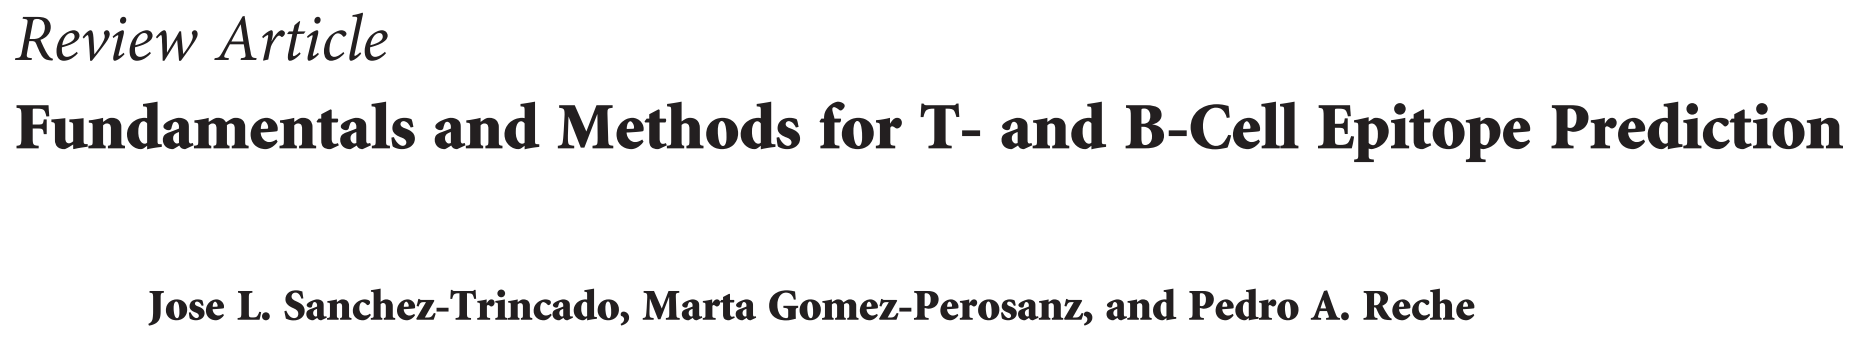 Review Article
Fundamentals and Methods for T- and B-Cell Epitope Prediction
Jose L. Sanchez-Trincado, Marta Gomez-Perosanz, and Pedro A. Reche